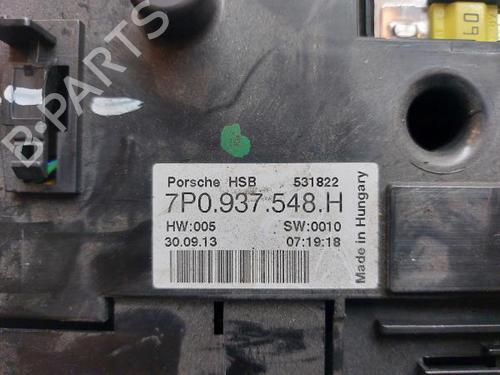 60
B-PARTS
Porsche HSB 531822
7P0.937.548.H
HW:005 SW:0010
30.09.13 07:19:18
Made in Hungary